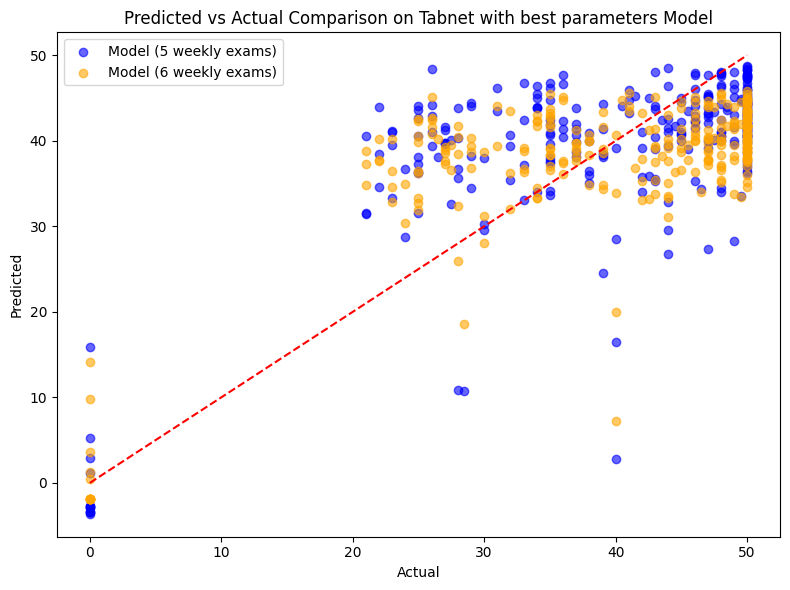 Predicted vs Actual Comparison on Tabnet with best parameters Model
Model (5 weekly exams)
Model (6 weekly exams)
50
40
30
20
10
0
Predicted
0
10
20
30
40
50
Actual